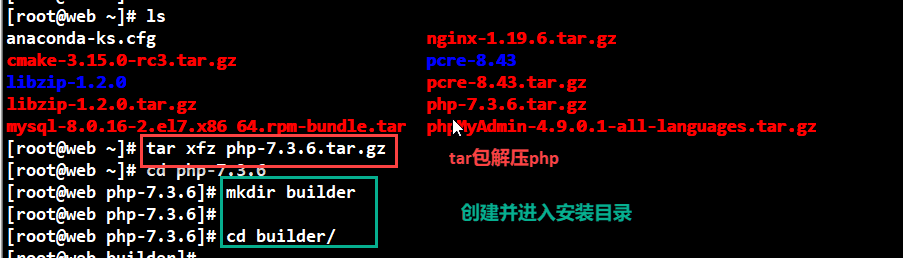 [root@web ~]# ls
anaconda-ks.cfg nginx-1.19.6.tar.gz
cmake-3.15.0-rc3.tar.gz pcre-8.43
libzip-1.2.0 pcre-8.43.tar.gz
libzip-1.2.0.tar.gz php-7.3.6.tar.gz
mysql-8.0.16-2.el7.x86_64.rpm-bundle.tar phpMyAdmin-4.9.0.1-all-languages.tar.gz
[root@web ~]# tar xfz php-7.3.6.tar.gz
tar包解压php
[root@web ~]# cd php-7.3.6
[root@web php-7.3.6]# mkdir builder
[root@web php-7.3.6]#
创建并进入安装目录
[root@web php-7.3.6]# cd builder/
[root@web builder]#